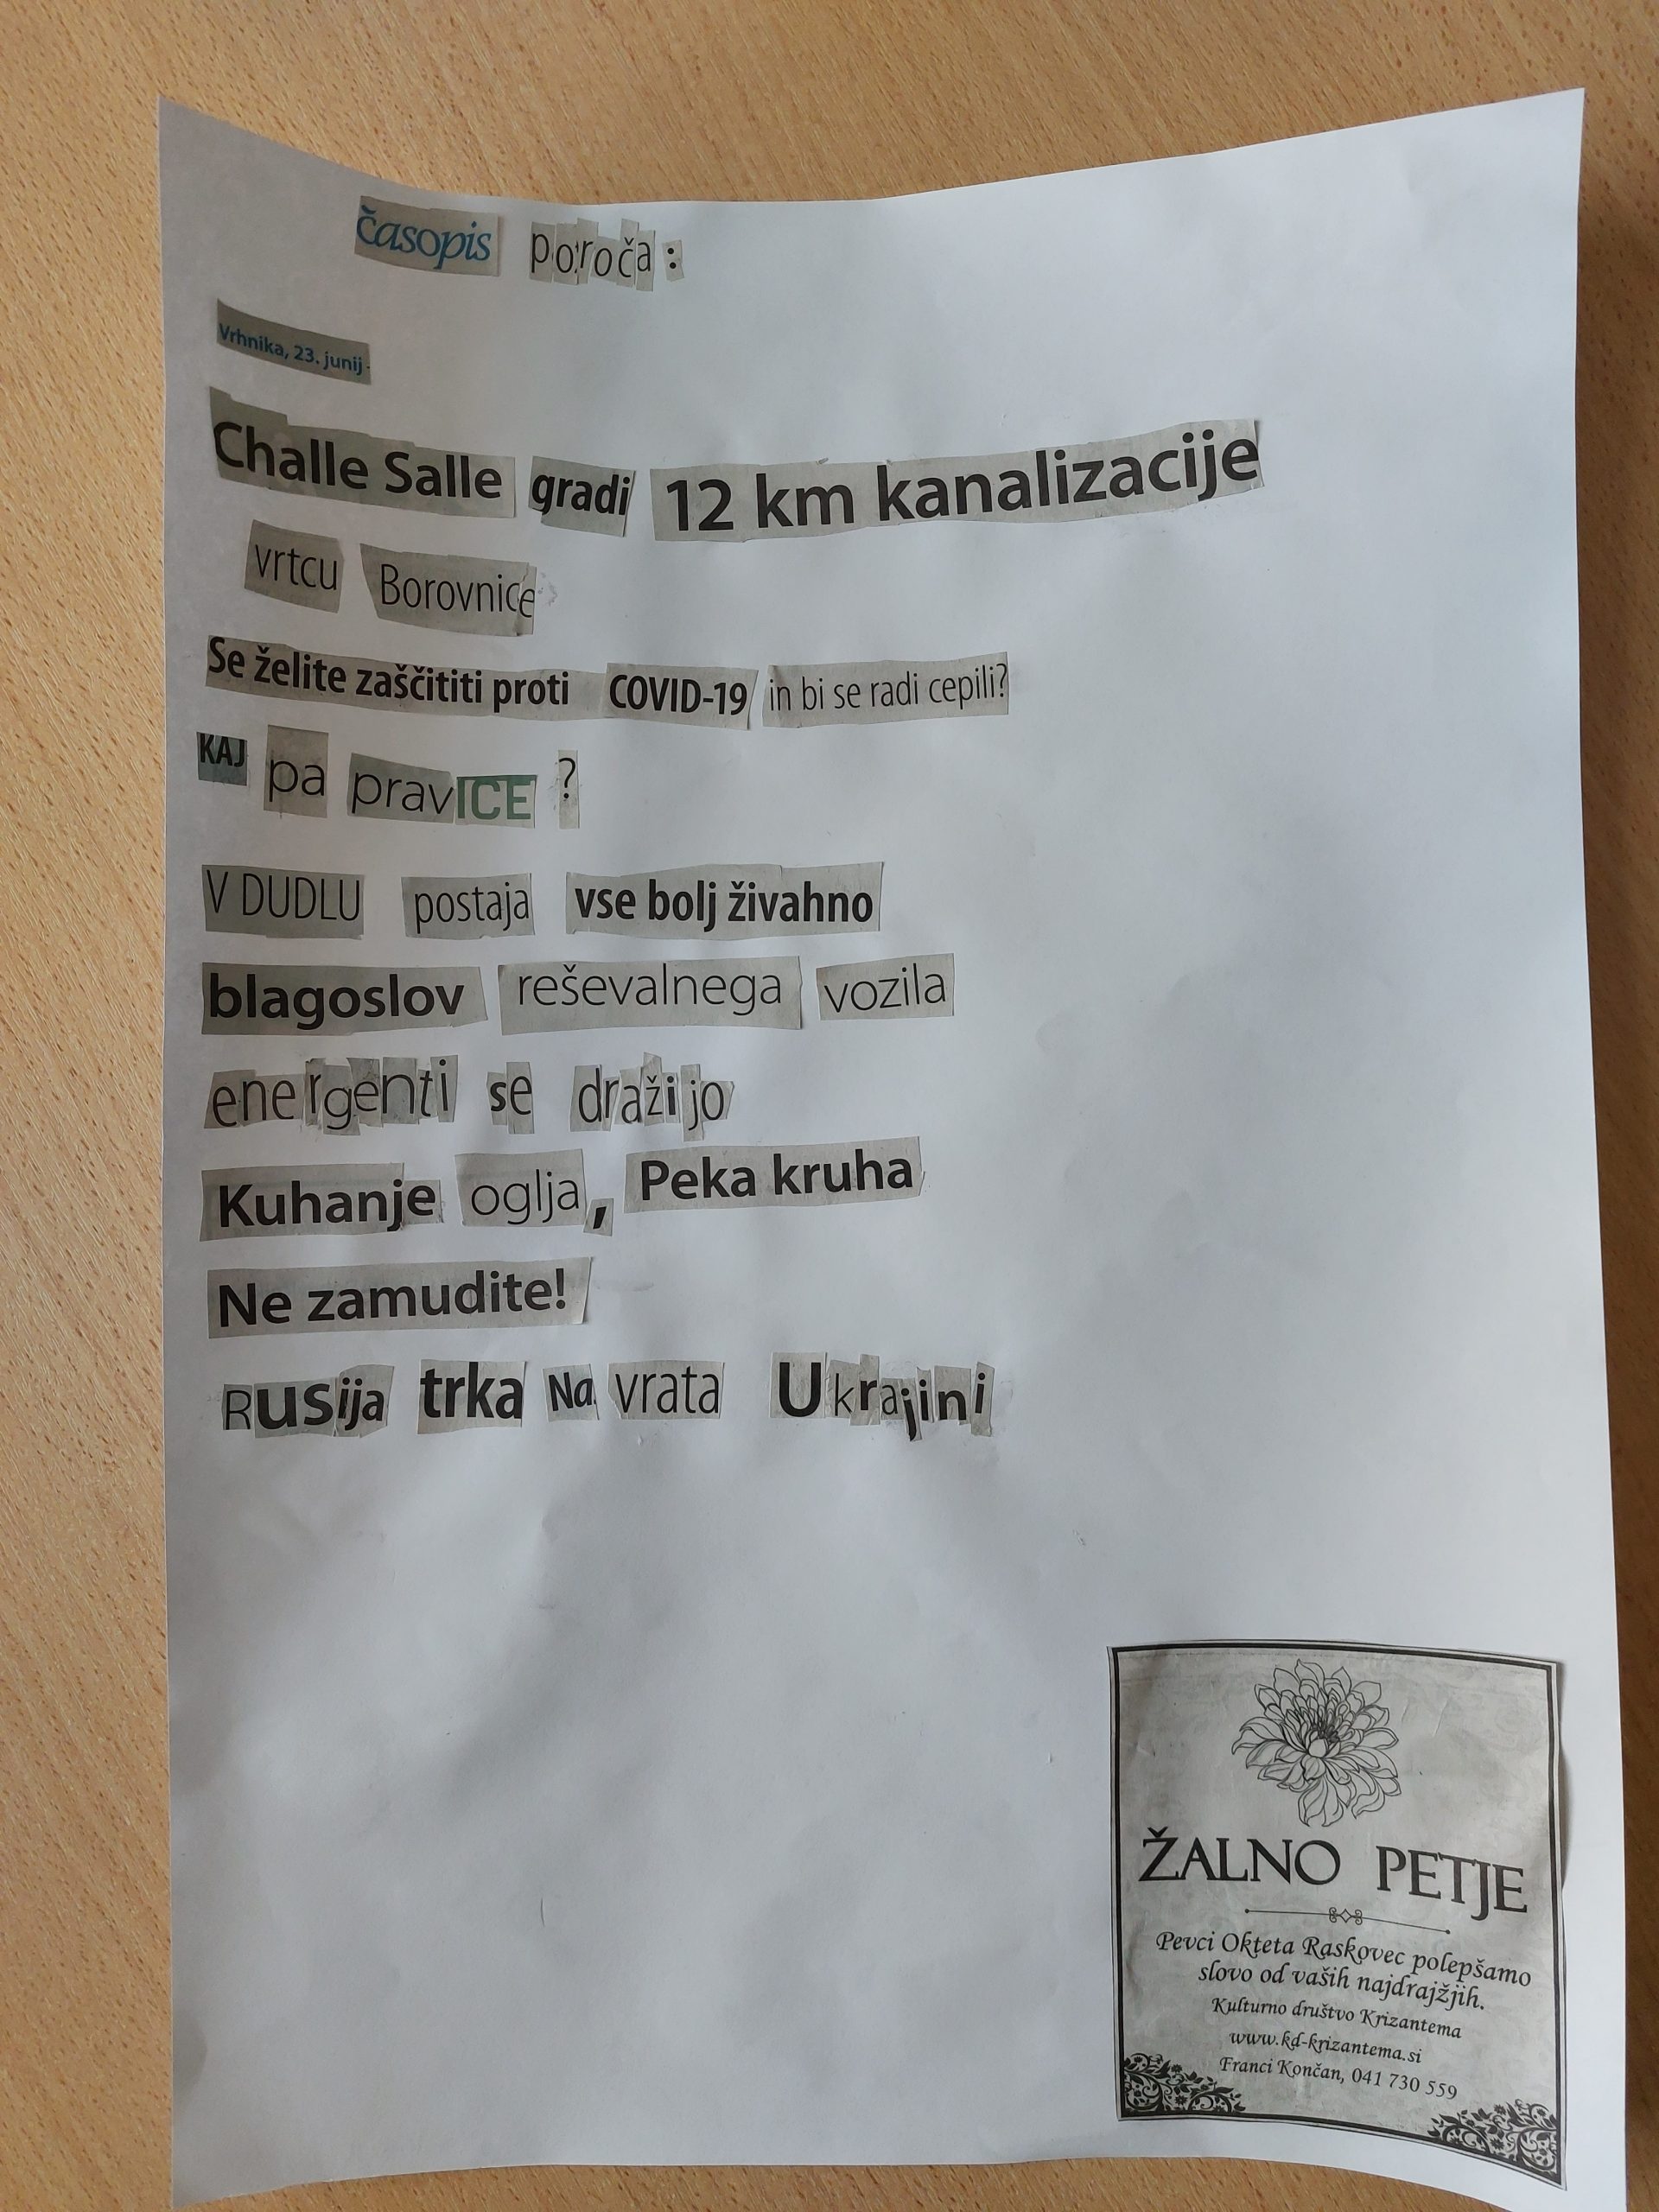 časopis poroča:
Vrhnika, 23. junij -
Challe Salle gradi 12 km kanalizacije
vrtcu Borovnice
Se želite zaščititi proti COVID-19 in bi se radi cepili?
KAJ pa pravICE ?
V DUDLU postaja vse bolj živahno
blagoslov reševalnega vozila
energenti se dražijo
Kuhanje oglja, Peka kruha
Ne zamudite!
Rusija trka Na vrata Ukrajini
ŽALNO PETJE
Pevci Okteta Raskovec polepšamo
slovo od vaših najdrajžjih.
Kulturno društvo Krizantema
www.kd-krizantema.si
Franci Končan, 041 730 559